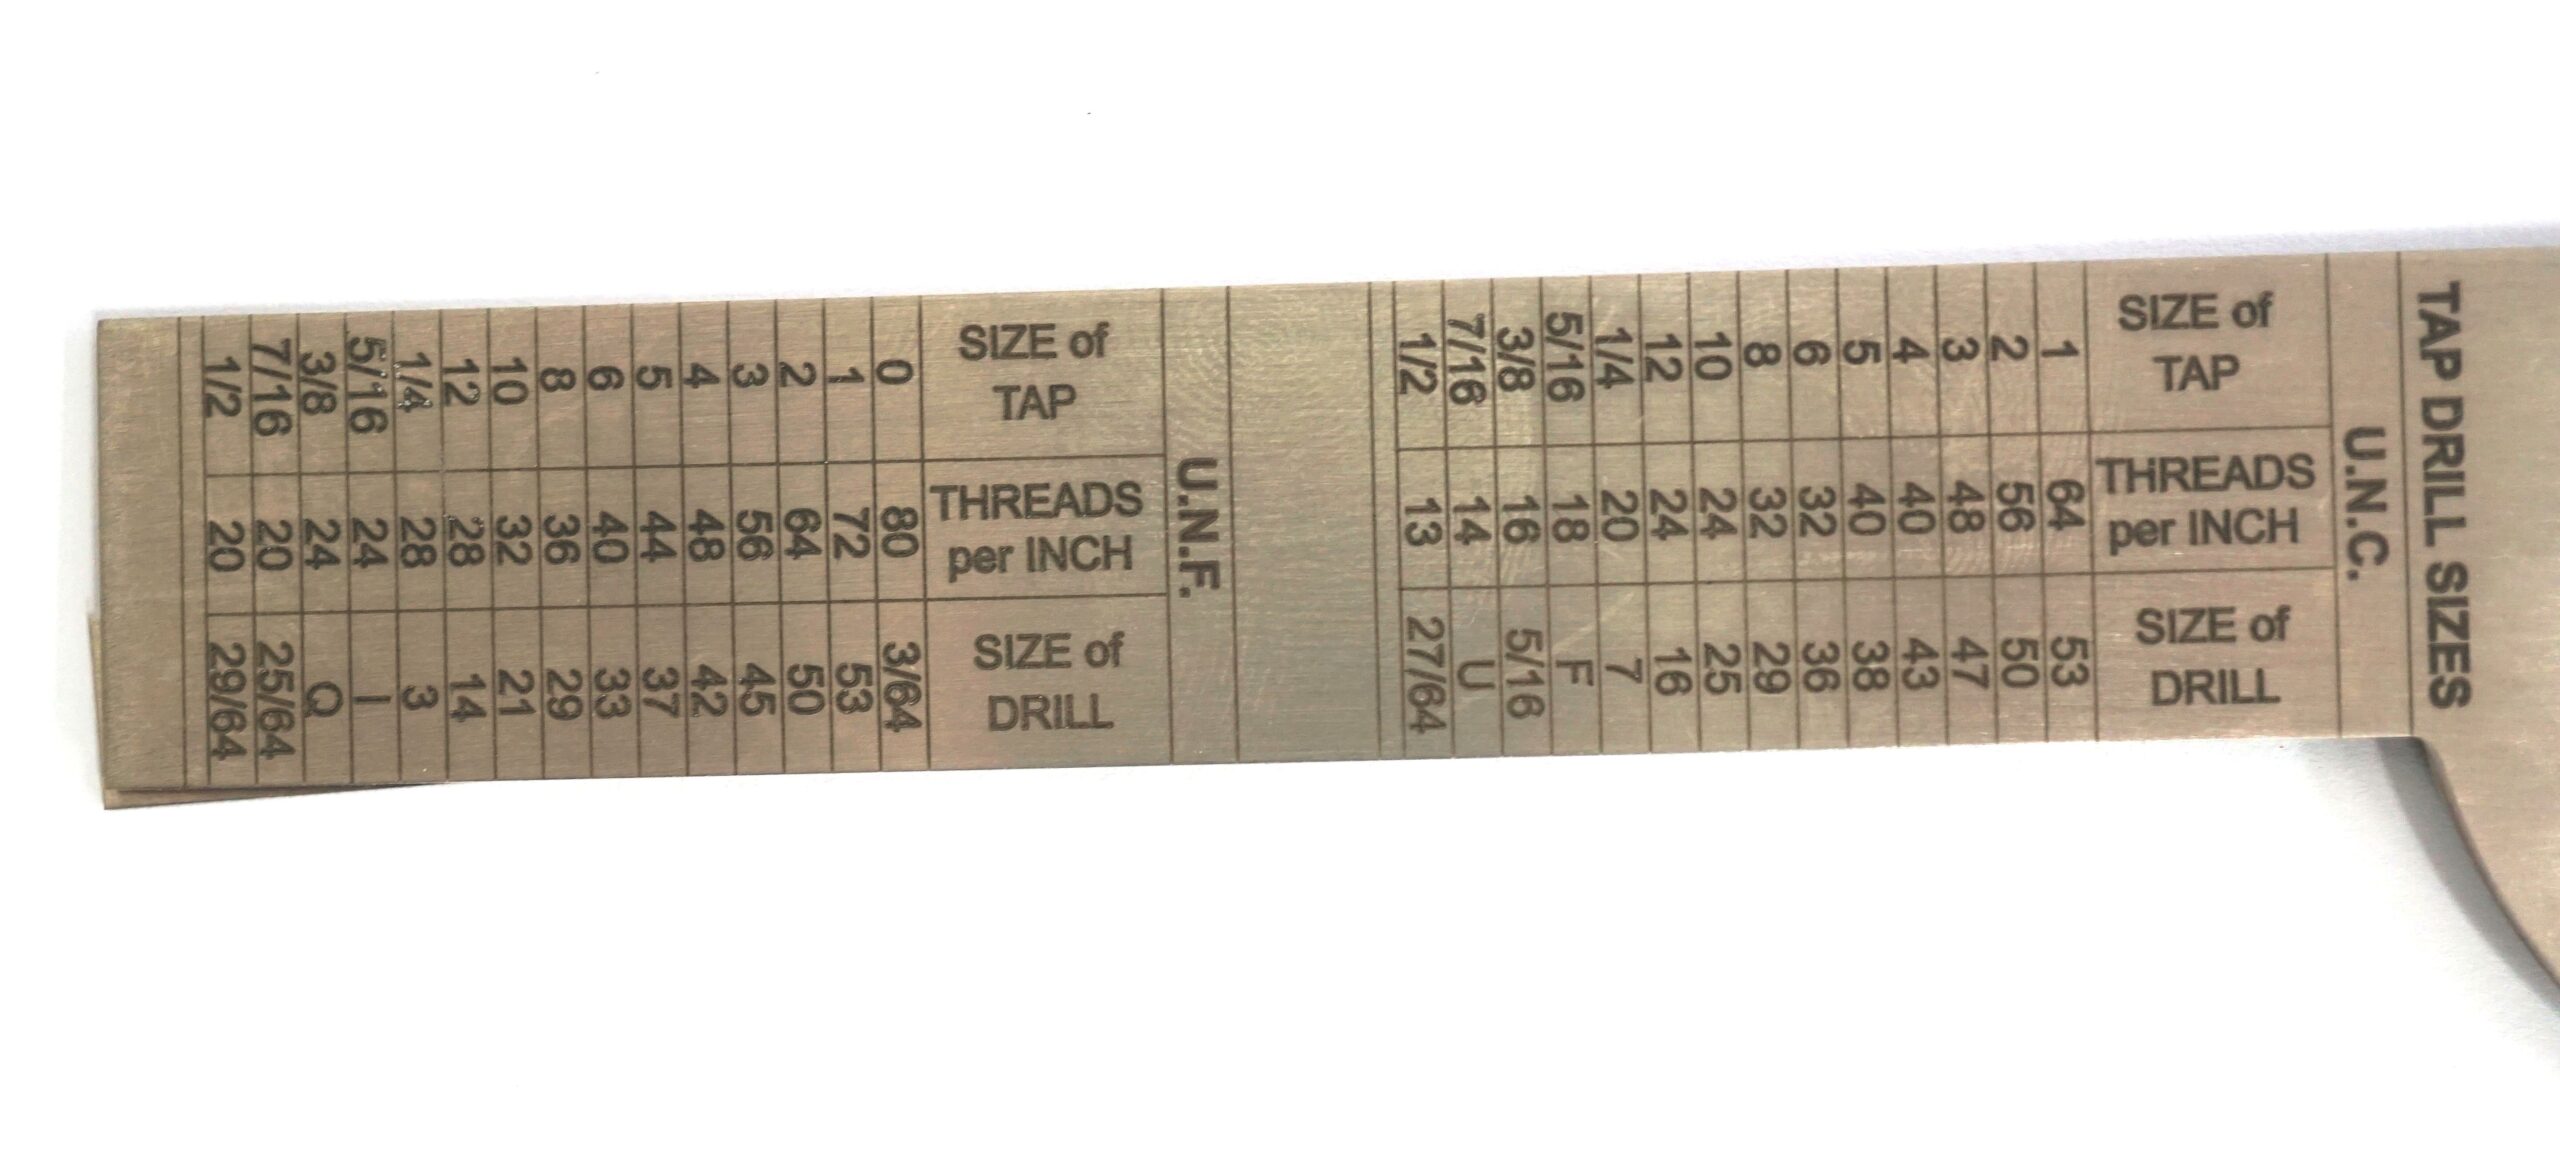 TAP DRILL SIZES
U.N.C.
SIZE of TAP THREADS per INCH SIZE of DRILL
1 64 53
2 56 50
3 48 47
4 40 43
5 40 38
6 32 36
8 32 29
10 24 25
12 24 16
1/4 20 7
5/16 18 F
3/8 16 5/16
7/16 14 U
1/2 13 27/64
U.N.F.
SIZE of TAP THREADS per INCH SIZE of DRILL
0 80 3/64
1 72 53
2 64 50
3 56 45
4 48 42
5 44 37
6 40 33
8 36 29
10 32 21
12 28 14
1/4 28 3
5/16 24 I
3/8 24 Q
7/16 20 25/64
1/2 20 29/64